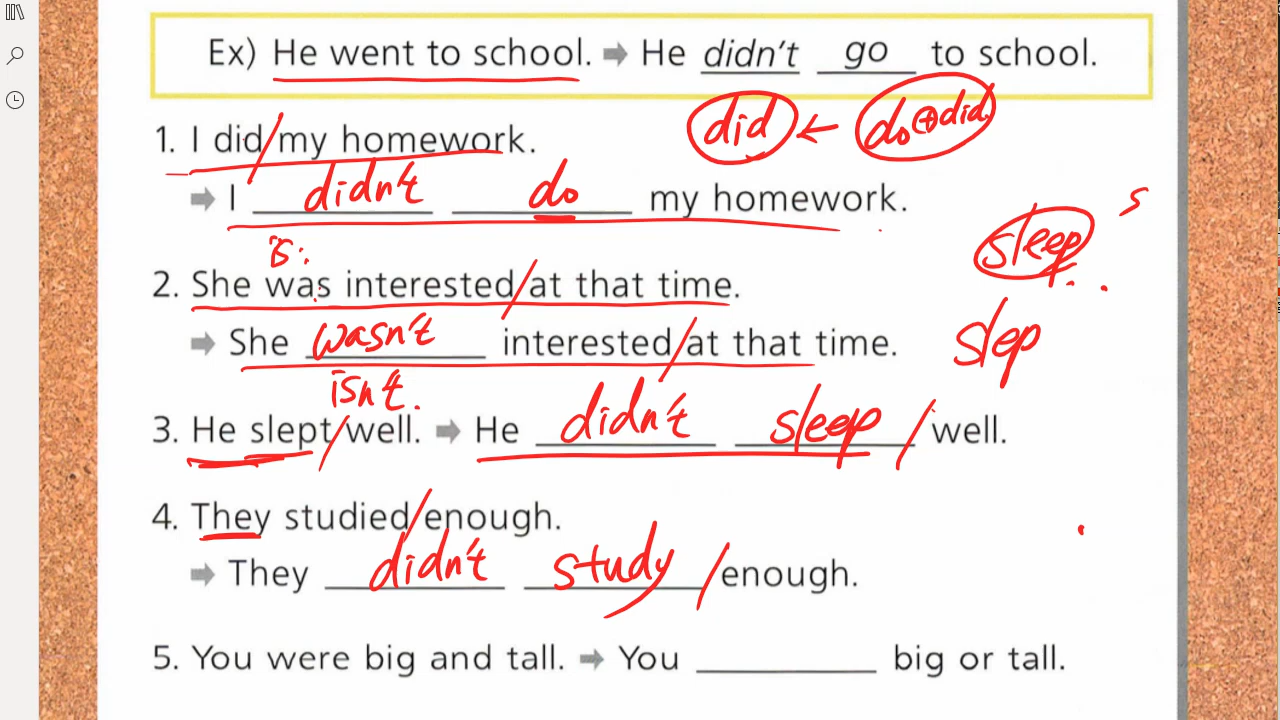 Ex) He went to school. ➡ He didn't go to school.
did ← do⊕did
1. I did/my homework.
➡ I didn't do my homework.
s
sleep
is
2. She was interested/at that time.
➡ She wasn't interested/at that time.
slep
isn't.
3. He slept/well. ➡ He didn't sleep / well.
4. They studied/enough.
➡ They didn't study / enough.
5. You were big and tall. ➡ You ________ big or tall.